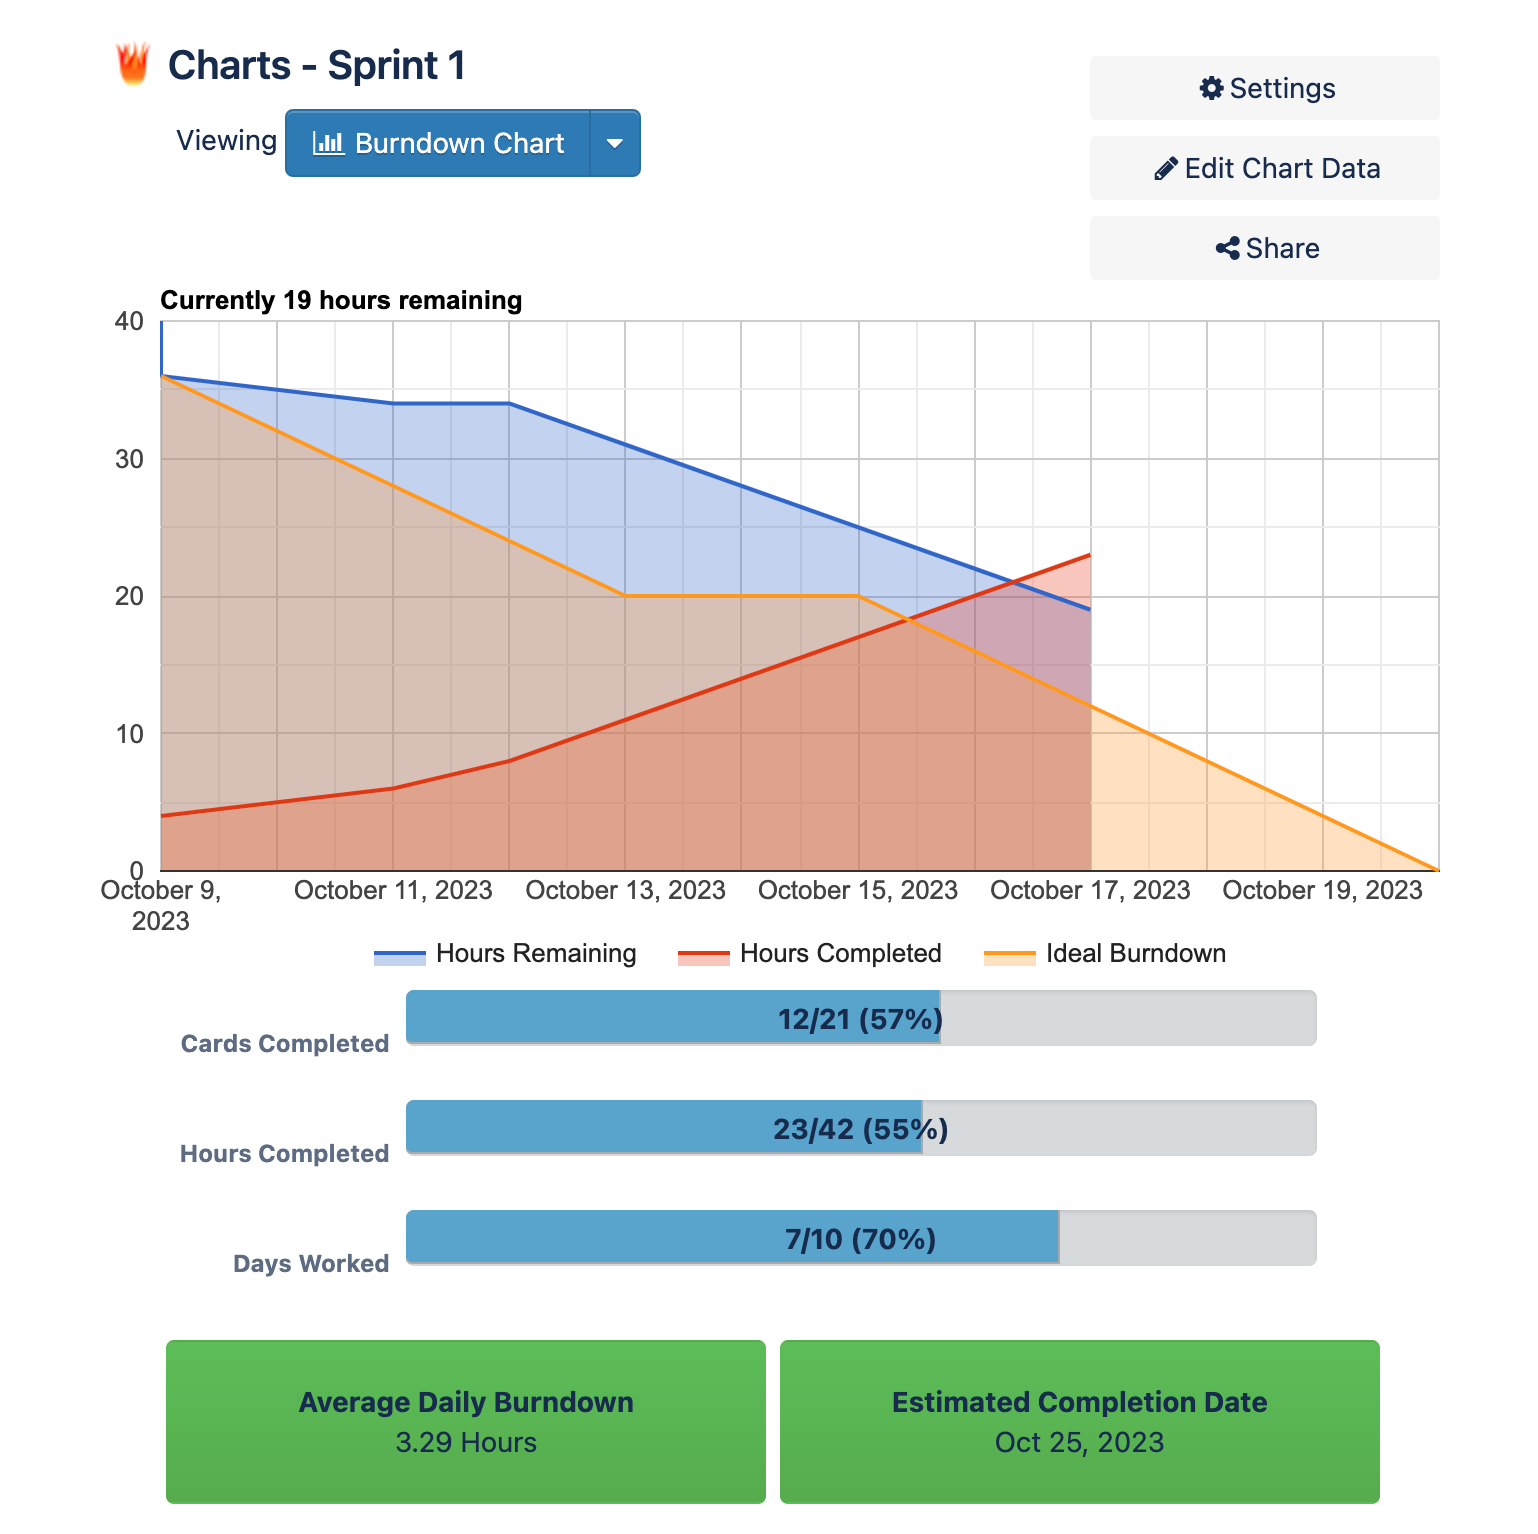 Charts - Sprint 1
Viewing
Burndown Chart
Settings
Edit Chart Data
Share
Currently 19 hours remaining
40
30
20
10
0
October 9,
2023
October 11, 2023
October 13, 2023
October 15, 2023
October 17, 2023
October 19, 2023
Hours Remaining
Hours Completed
Ideal Burndown
Cards Completed
12/21 (57%)
Hours Completed
23/42 (55%)
Days Worked
7/10 (70%)
Average Daily Burndown
3.29 Hours
Estimated Completion Date
Oct 25, 2023